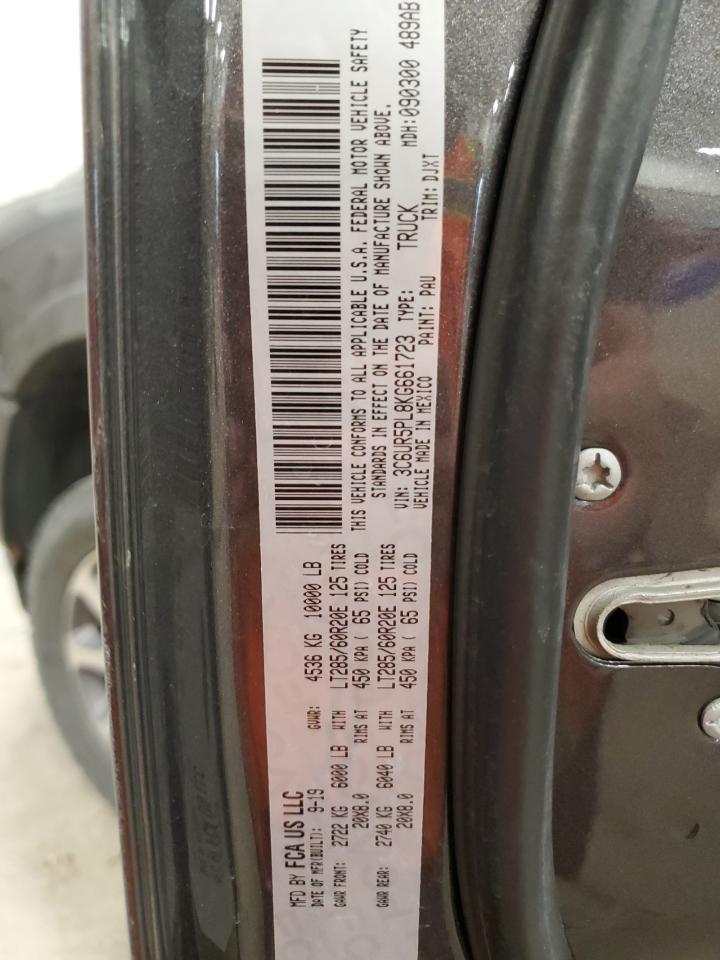 MFD BY FCA US LLC
DATE OF MFR(BUILT): 9-19 GVWR: 4536 KG 10000 LB
GAWR FRONT: 2722 KG 6000 LB WITH LT285/60R20E 125 TIRES
20X8.0 RIMS AT 450 KPA ( 65 PSI) COLD
GAWR REAR: 2740 KG 6040 LB WITH LT285/60R20E 125 TIRES
20X8.0 RIMS AT 450 KPA ( 65 PSI) COLD
THIS VEHICLE CONFORMS TO ALL APPLICABLE U.S.A. FEDERAL MOTOR VEHICLE SAFETY
STANDARDS IN EFFECT ON THE DATE OF MANUFACTURE SHOWN ABOVE.
VIN: 3C6UR5PL8KG661723 TYPE: TRUCK MDH:090300 489AB
VEHICLE MADE IN MEXICO PAINT: PAU TRIM: DJXT